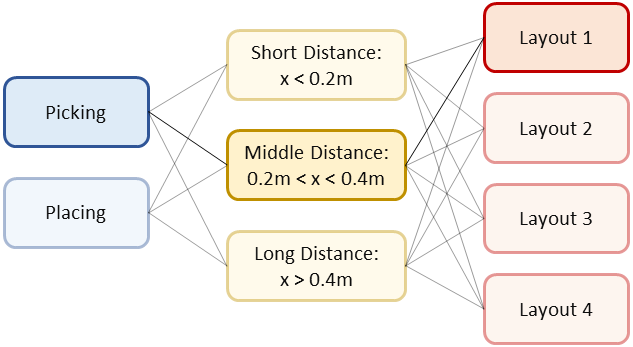 Picking
Placing
Short Distance:
x < 0.2m
Middle Distance:
0.2m < x < 0.4m
Long Distance:
x > 0.4m
Layout 1
Layout 2
Layout 3
Layout 4